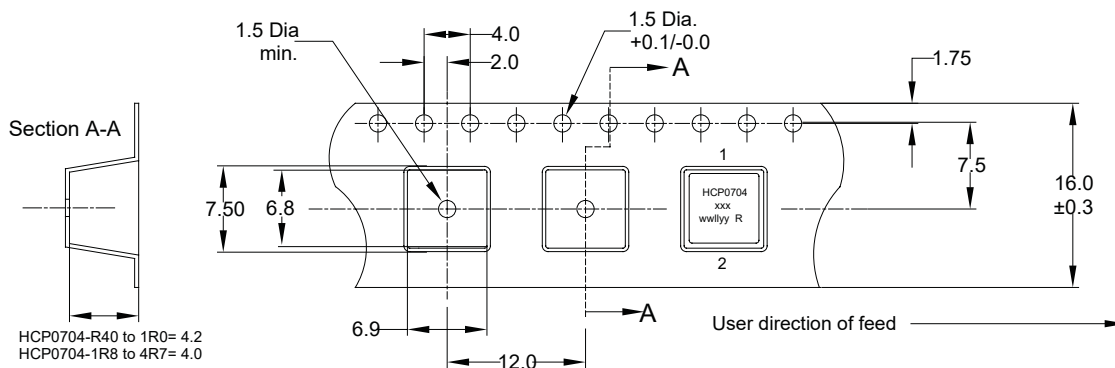 1.5 Dia
min.
4.0
2.0
1.5 Dia.
+0.1/-0.0
A
1.75
Section A-A
7.50
6.8
1
HCP0704
xxx
wwllyy R
2
7.5
16.0
±0.3
6.9
12.0
A
User direction of feed
HCP0704-R40 to 1R0= 4.2
HCP0704-1R8 to 4R7= 4.0